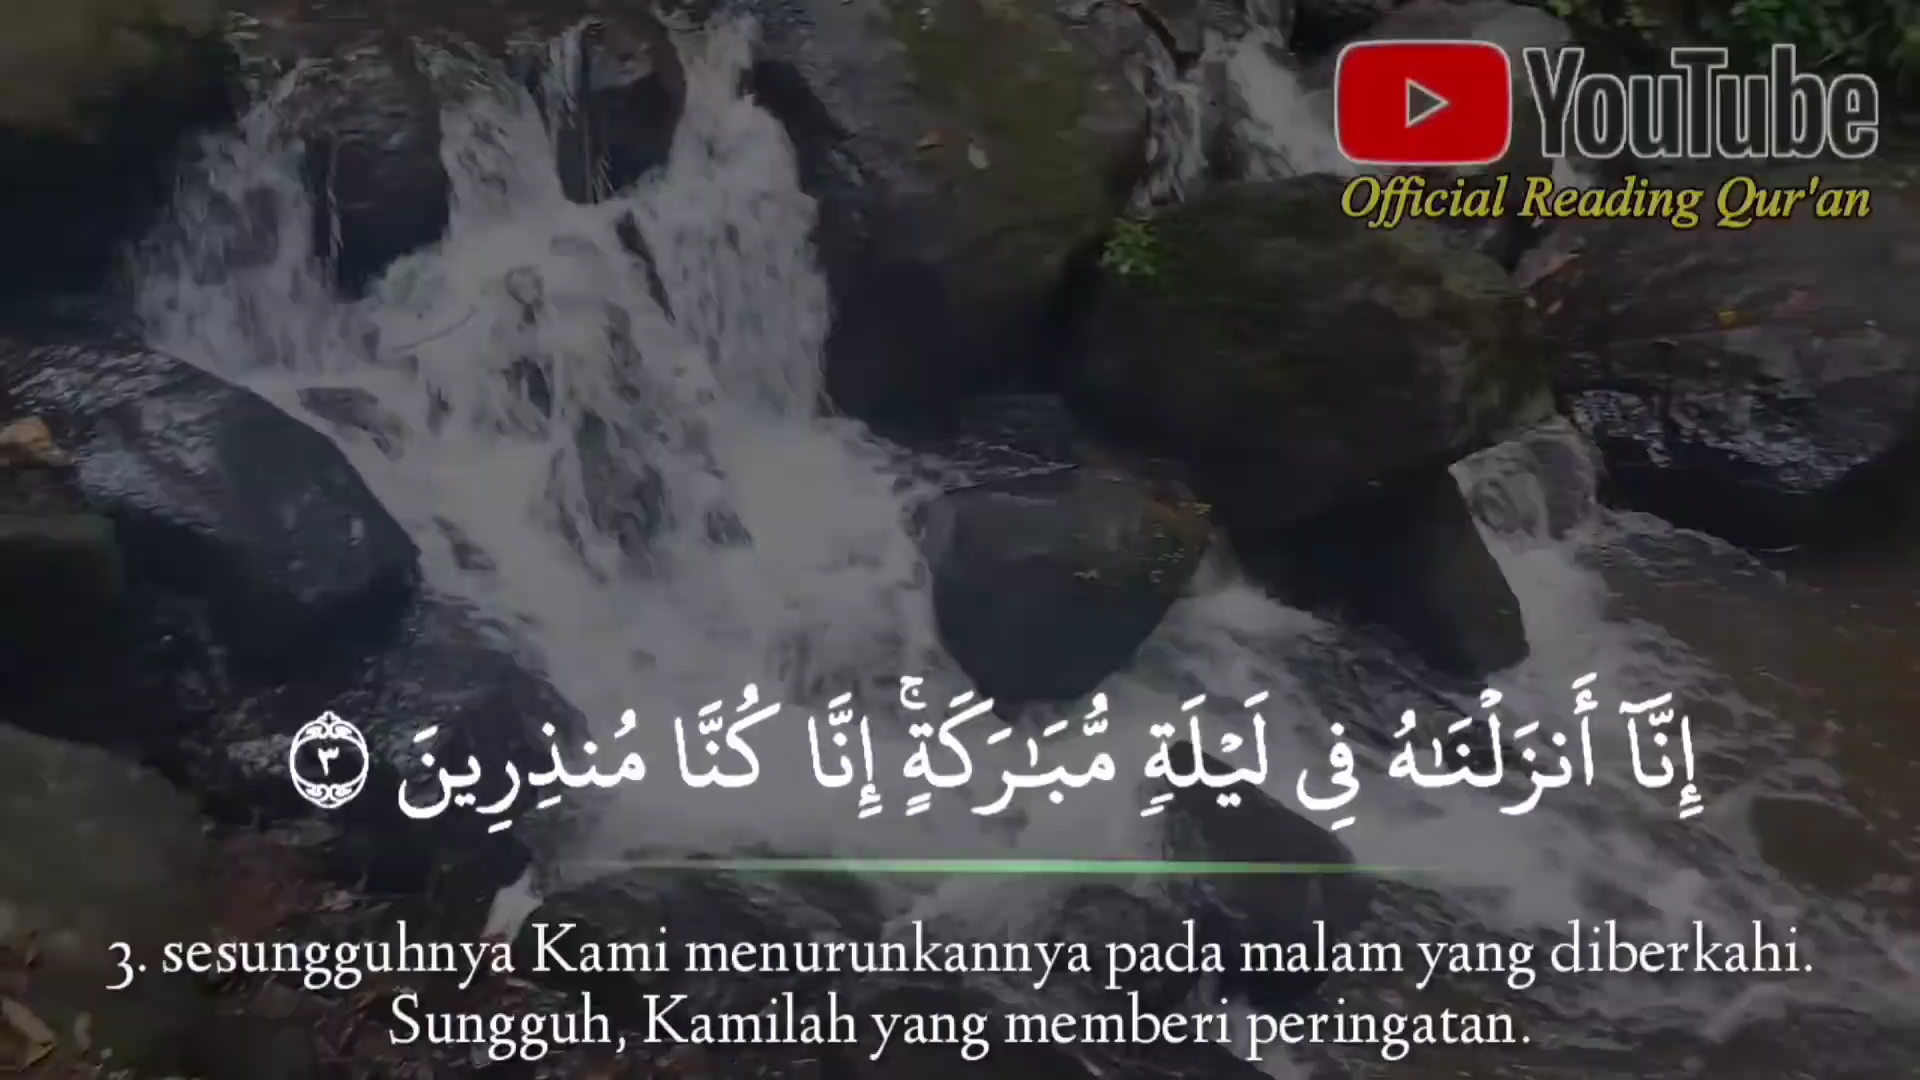 YouTube
Official Reading Qur'an
إِنَّآ أَنزَلْنَـٰهُ فِى لَيْلَةٍ مُّبَـٰرَكَةٍ ۚ إِنَّا كُنَّا مُنذِرِينَ ٣
3. sesungguhnya Kami menurunkannya pada malam yang diberkahi.
Sungguh, Kamilah yang memberi peringatan.